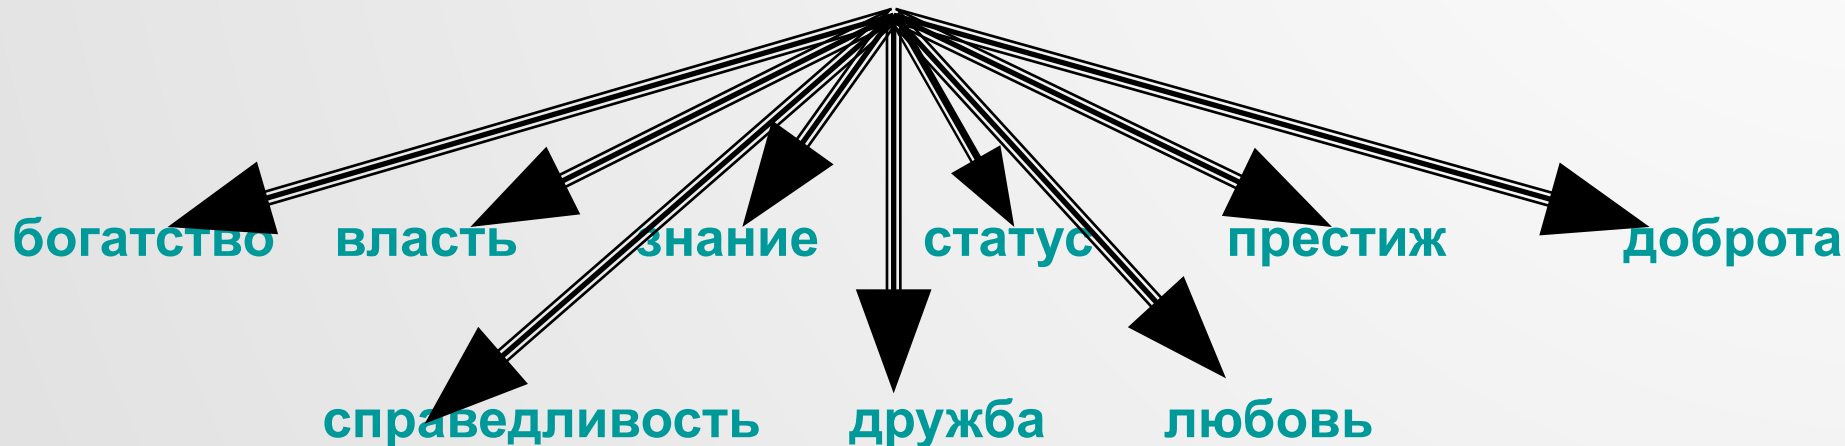 богатство власть знание статус престиж доброта
справедливость дружба любовь